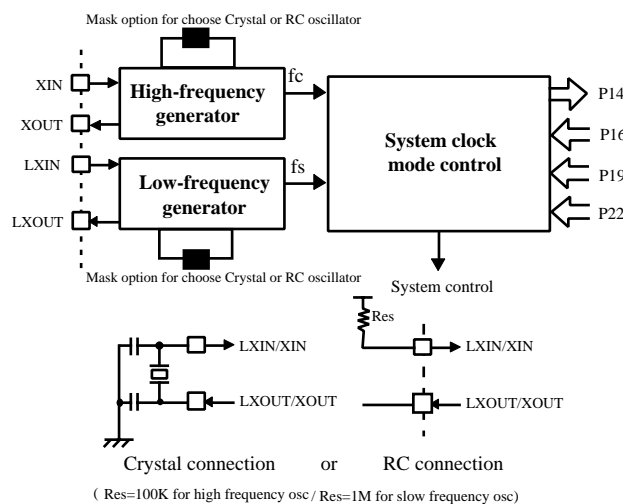 Mask option for choose Crystal or RC oscillator
XIN
XOUT
High-frequency
generator
fc
LXIN
LXOUT
Low-frequency
generator
fs
Mask option for choose Crystal or RC oscillator
System clock
mode control
P14
P16
P19
P22
System control
LXIN/XIN
LXOUT/XOUT
Res
LXIN/XIN
LXOUT/XOUT
Crystal connection or RC connection
( Res=100K for high frequency osc / Res=1M for slow frequency osc)